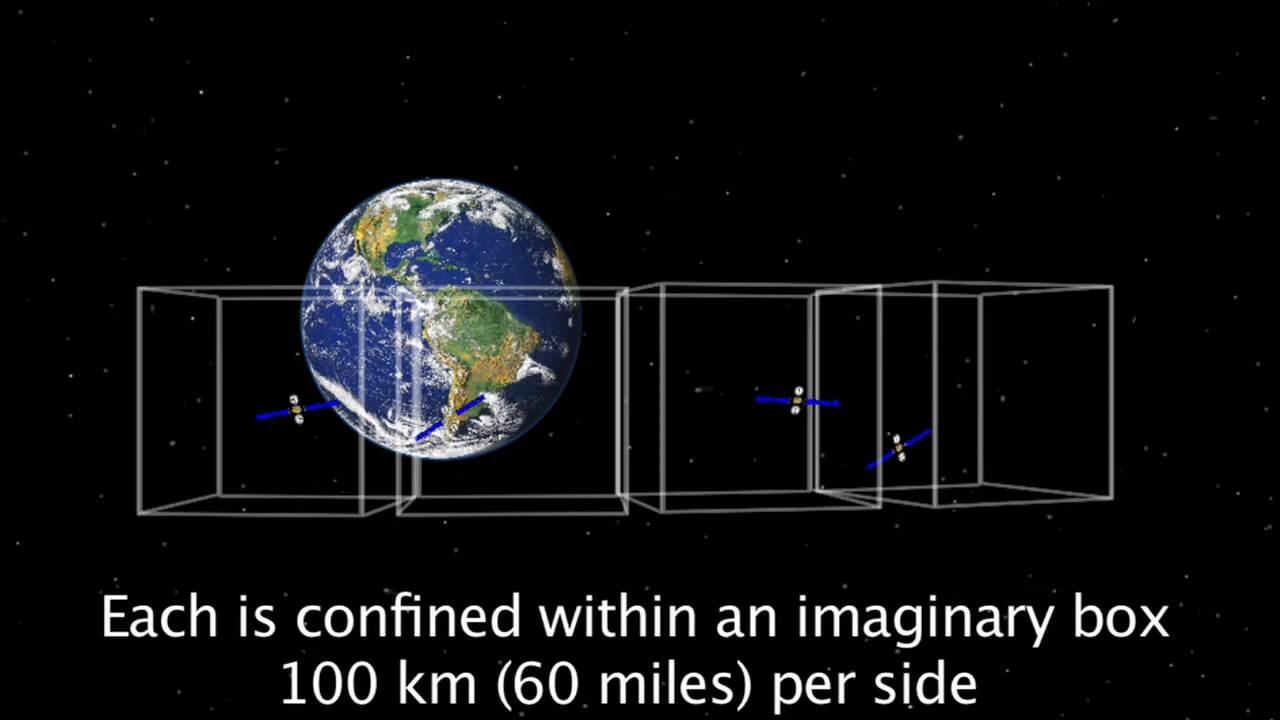 Each is confined within an imaginary box
100 km (60 miles) per side